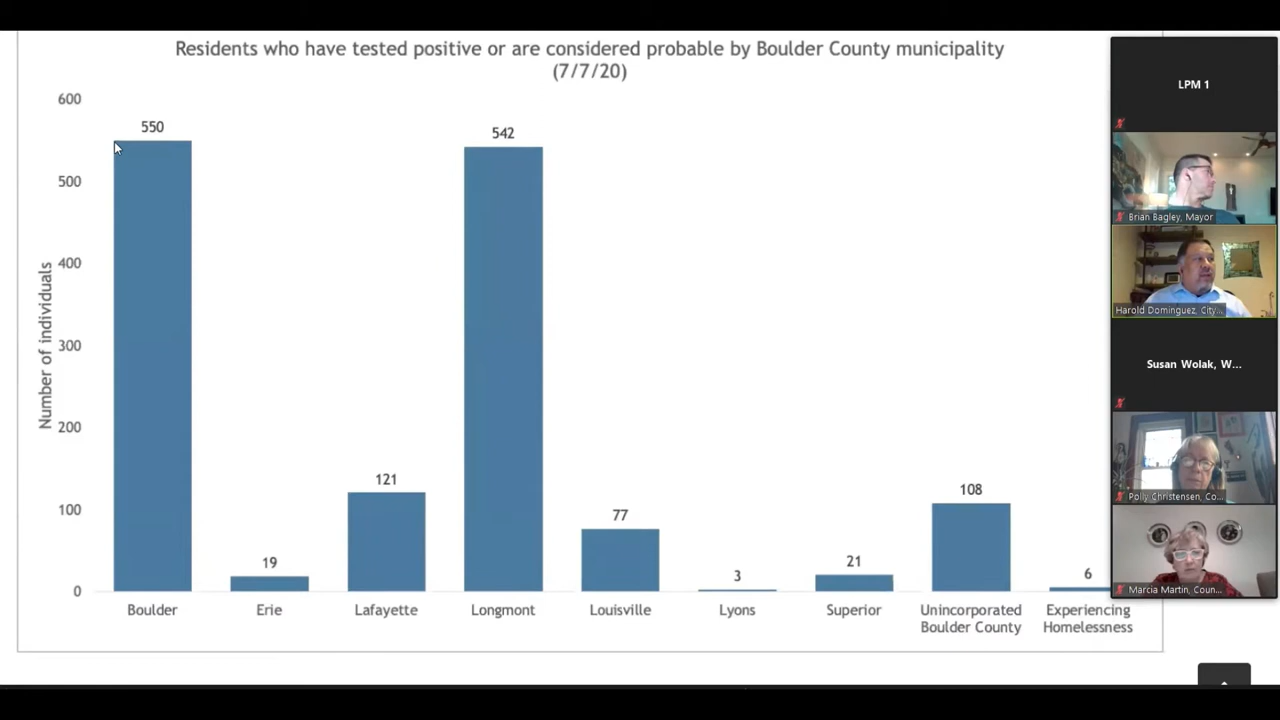 Residents who have tested positive or are considered probable by Boulder County municipality
(7/7/20)
600
500
400
300
200
100
0
Number of individuals
550
19
121
542
77
3
21
108
6
Boulder
Erie
Lafayette
Longmont
Louisville
Lyons
Superior
Unincorporated
Boulder County
Experiencing
Homelessness
LPM 1
Brian Bagley, Mayor
Harold Dominguez, City...
Susan Wolak, W...
Polly Christensen, Co...
Marcia Martin, Coun...